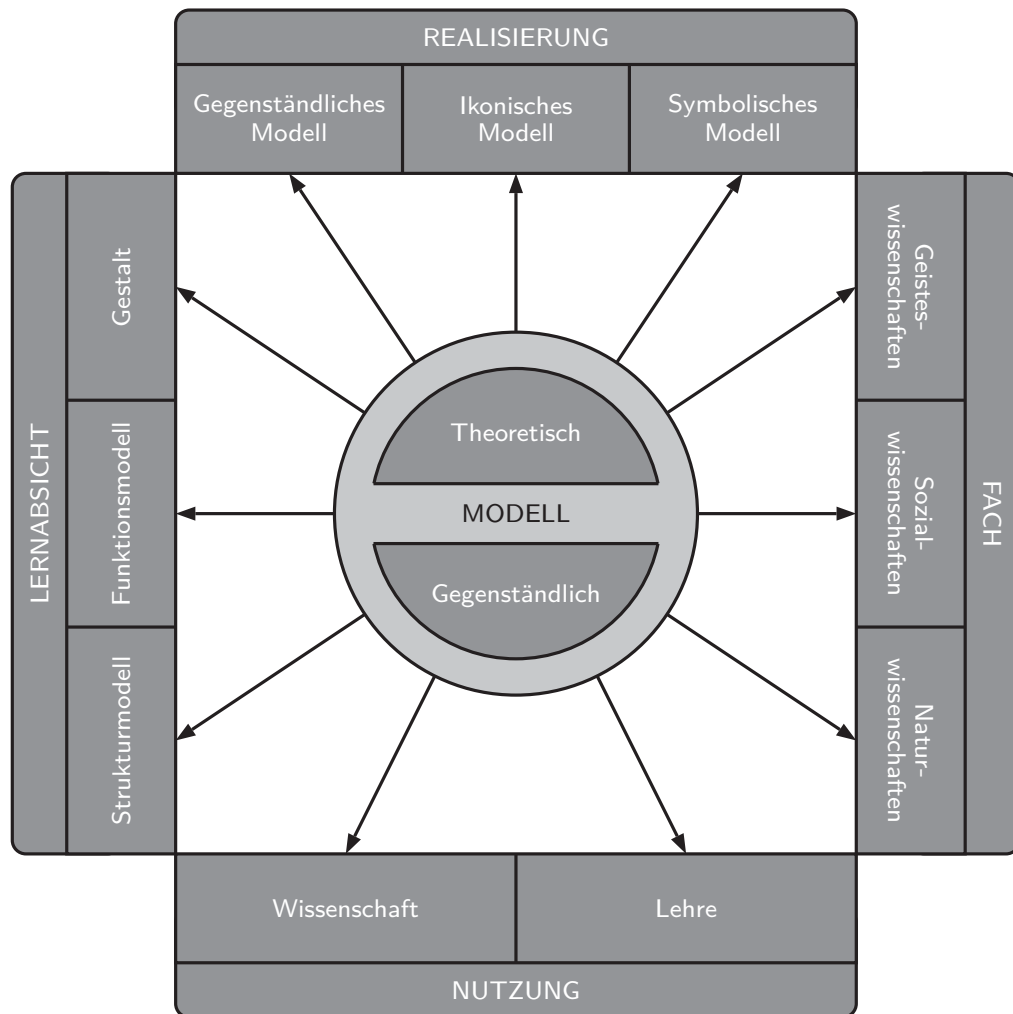 REALISIERUNG
Gegenständliches
Modell
Ikonisches
Modell
Symbolisches
Modell
LERNABSICHT
Gestalt
Funktionsmodell
Strukturmodell
Theoretisch
MODELL
Gegenständlich
Geistes-
wissenschaften
Sozial-
wissenschaften
Natur-
wissenschaften
FACH
Wissenschaft
Lehre
NUTZUNG